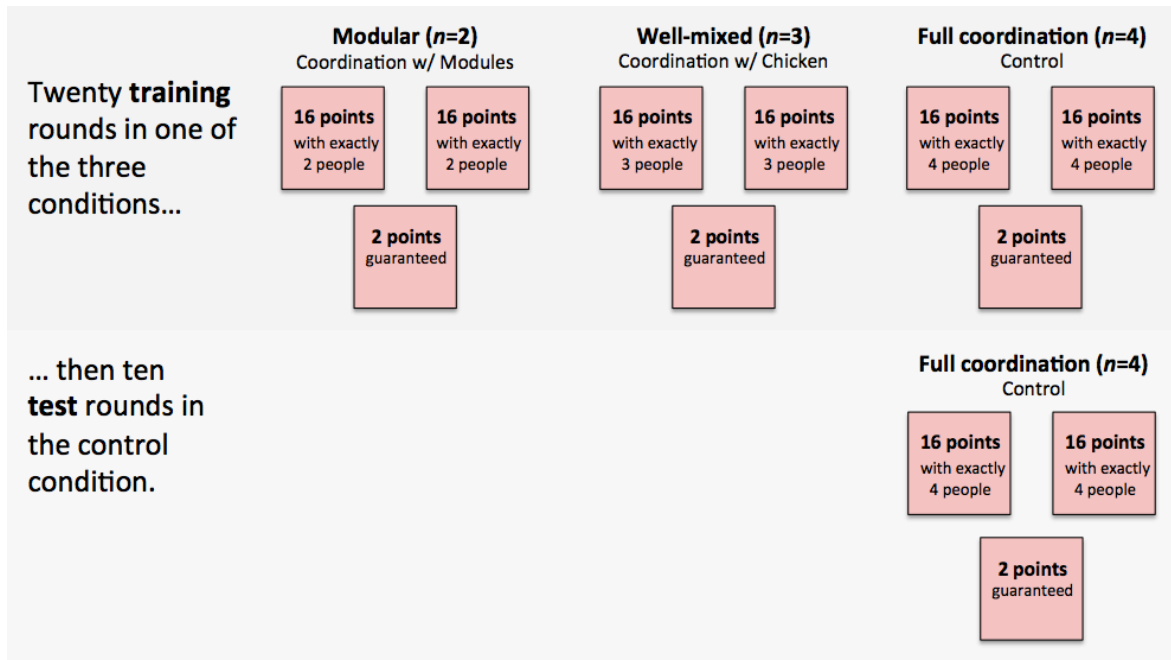 Twenty training
rounds in one of
the three
conditions...
Modular (n=2)
Coordination w/ Modules
16 points
with exactly
2 people
16 points
with exactly
2 people
2 points
guaranteed
Well-mixed (n=3)
Coordination w/ Chicken
16 points
with exactly
3 people
16 points
with exactly
3 people
2 points
guaranteed
Full coordination (n=4)
Control
16 points
with exactly
4 people
16 points
with exactly
4 people
2 points
guaranteed
... then ten
test rounds in
the control
condition.
Full coordination (n=4)
Control
16 points
with exactly
4 people
16 points
with exactly
4 people
2 points
guaranteed